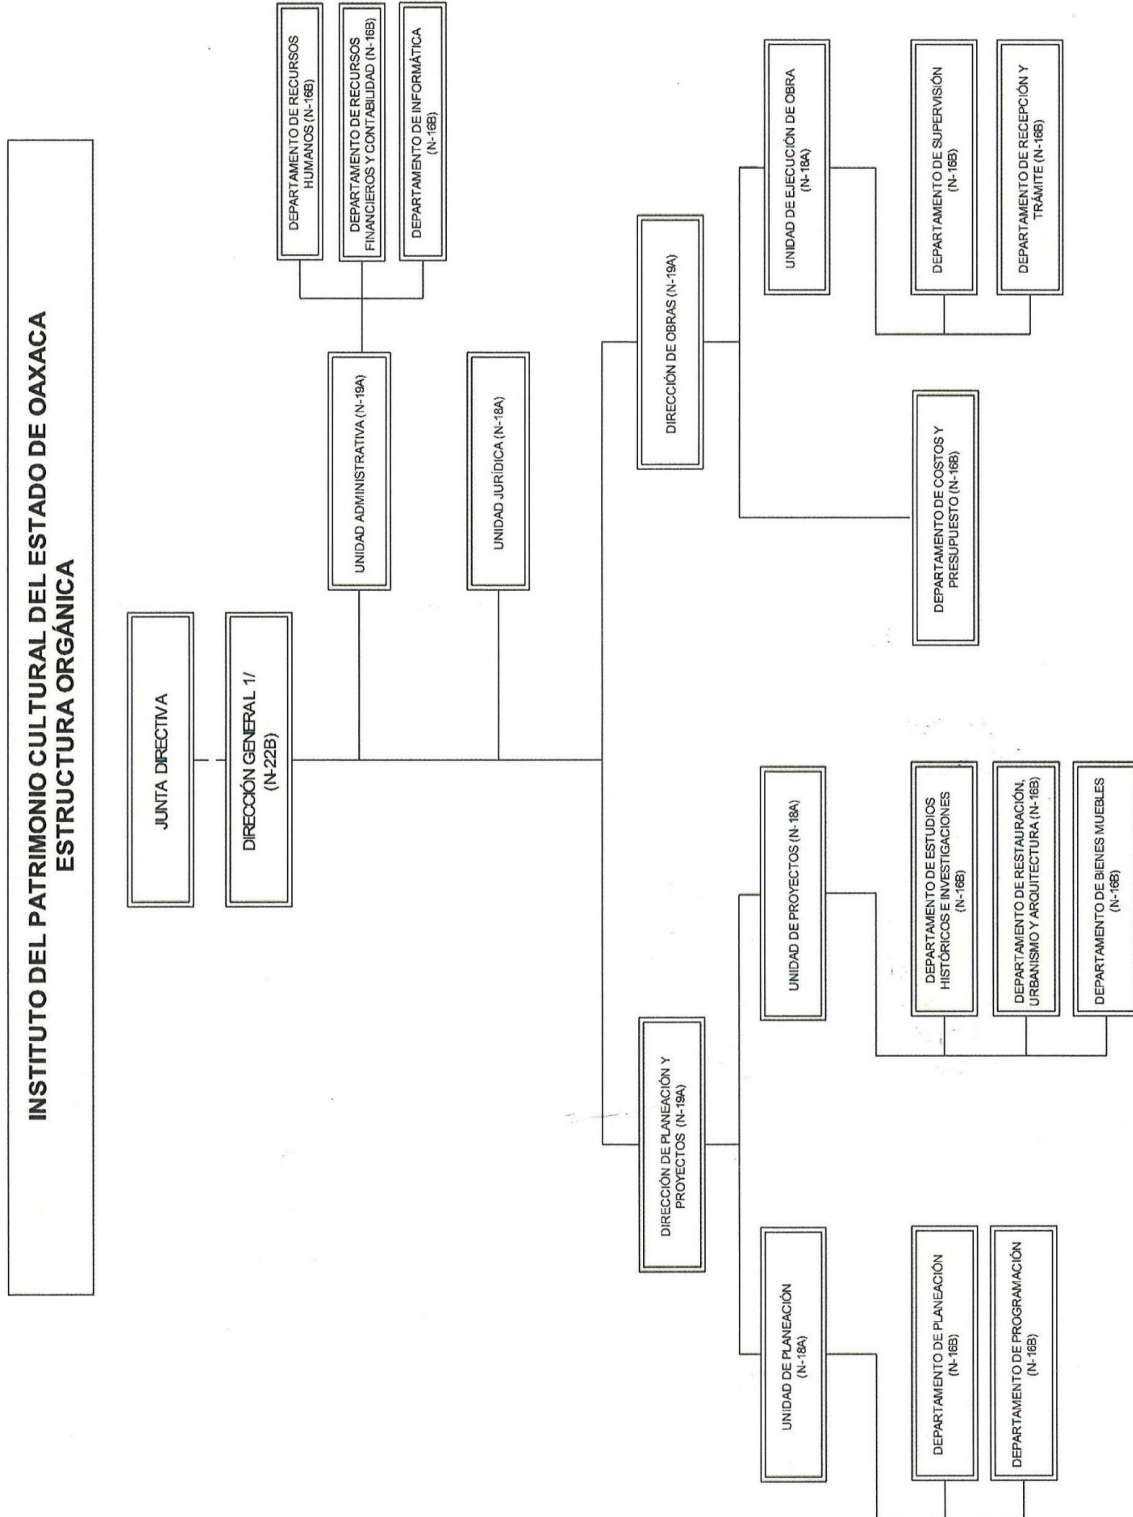 INSTITUTO DEL PATRIMONIO CULTURAL DEL ESTADO DE OAXACA
ESTRUCTURA ORGÁNICA
JUNTA DIRECTIVA
DIRECCIÓN GENERAL 1/
(N-22B)
UNIDAD ADMINISTRATIVA (N-19A)
DEPARTAMENTO DE RECURSOS
HUMANOS (N-16B)
DEPARTAMENTO DE RECURSOS
FINANCIEROS Y CONTABILIDAD (N-16B)
DEPARTAMENTO DE INFORMÁTICA
(N-16B)
UNIDAD JURÍDICA (N-18A)
DIRECCIÓN DE PLANEACIÓN Y
PROYECTOS (N-19A)
UNIDAD DE PLANEACIÓN
(N-18A)
DEPARTAMENTO DE PLANEACIÓN
(N-16B)
DEPARTAMENTO DE PROGRAMACIÓN
(N-16B)
UNIDAD DE PROYECTOS (N-18A)
DEPARTAMENTO DE ESTUDIOS
HISTÓRICOS E INVESTIGACIONES
(N-16B)
DEPARTAMENTO DE RESTAURACIÓN,
URBANISMO Y ARQUITECTURA (N-16B)
DEPARTAMENTO DE BIENES MUEBLES
(N-16B)
DIRECCIÓN DE OBRAS (N-19A)
DEPARTAMENTO DE COSTOS Y
PRESUPUESTO (N-16B)
UNIDAD DE EJECUCIÓN DE OBRA
(N-18A)
DEPARTAMENTO DE SUPERVISIÓN
(N-16B)
DEPARTAMENTO DE RECEPCIÓN Y
TRÁMITE (N-16B)